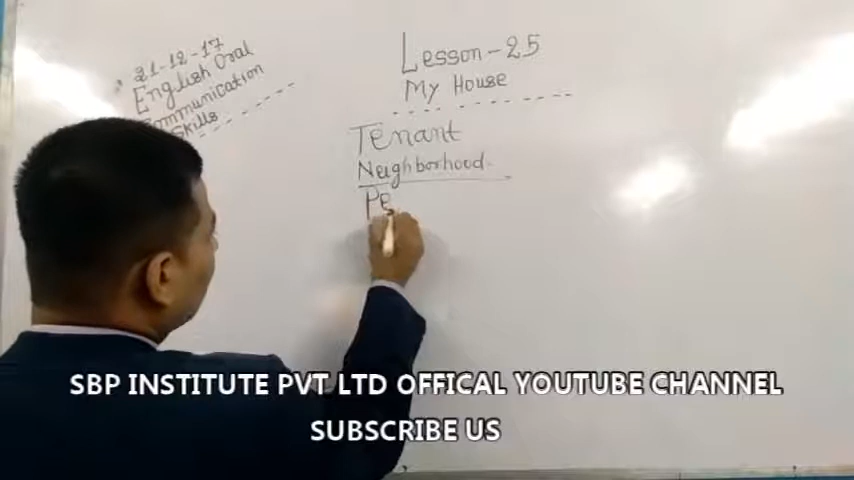 21-12-17
English Oral
Communication
Skills
Lesson-25
My House
Tenant
Neighborhood
Pe
SBP INSTITUTE PVT LTD OFFICAL YOUTUBE CHANNEL
SUBSCRIBE US